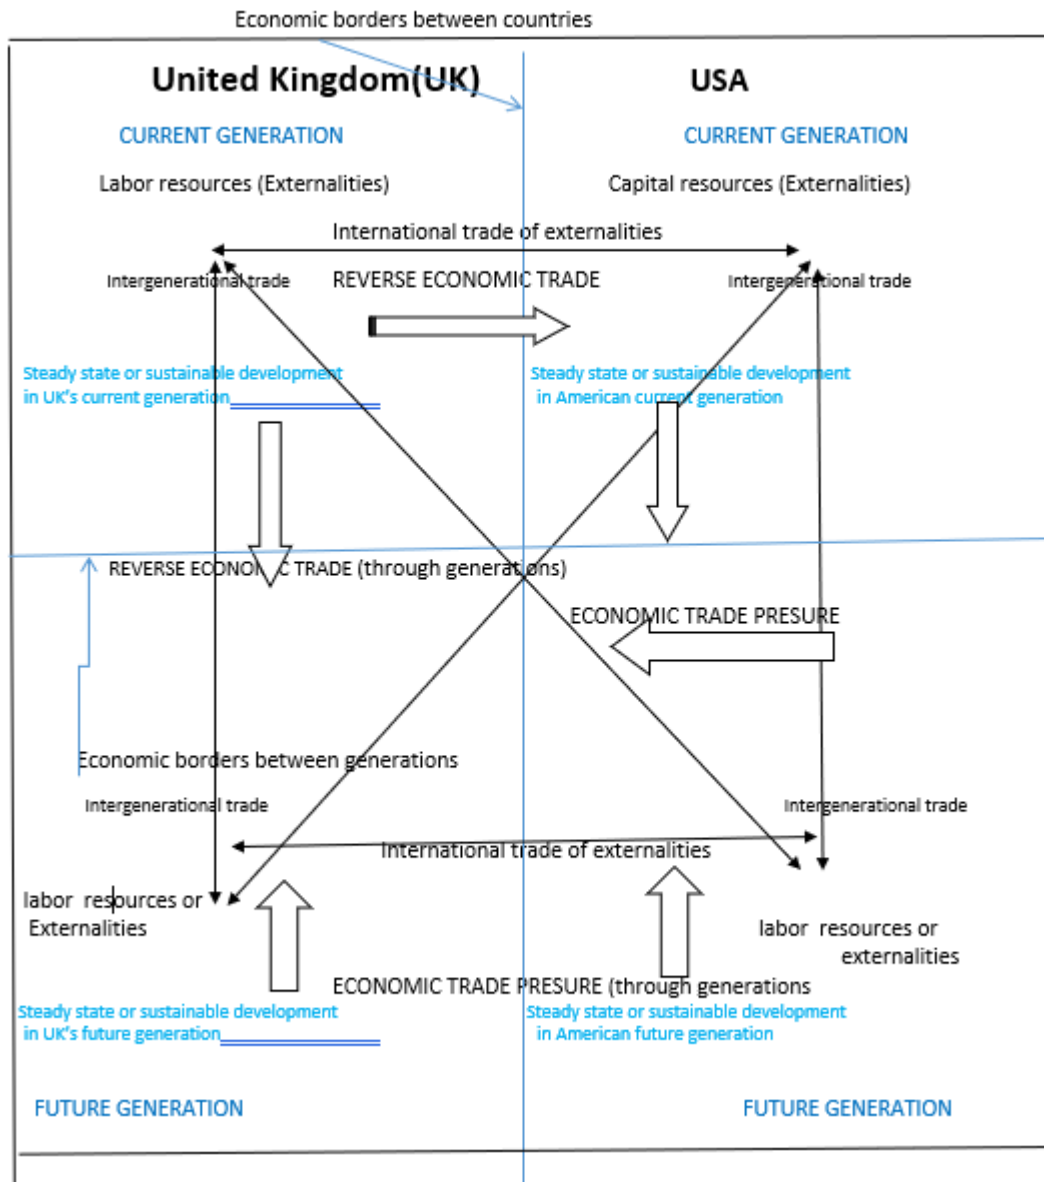 Economic borders between countries
United Kingdom(UK)
USA
CURRENT GENERATION
CURRENT GENERATION
Labor resources (Externalities)
Capital resources (Externalities)
International trade of externalities
Intergenerational trade
REVERSE ECONOMIC TRADE
Intergenerational trade
Steady state or sustainable development
in UK's current generation
Steady state or sustainable development
in American current generation
REVERSE ECONOMIC TRADE (through generations)
ECONOMIC TRADE PRESURE
Economic borders between generations
Intergenerational trade
Intergenerational trade
International trade of externalities
labor resources or
Externalities
labor resources or
externalities
ECONOMIC TRADE PRESURE (through generations
Steady state or sustainable development
in UK's future generation
Steady state or sustainable development
in American future generation
FUTURE GENERATION
FUTURE GENERATION